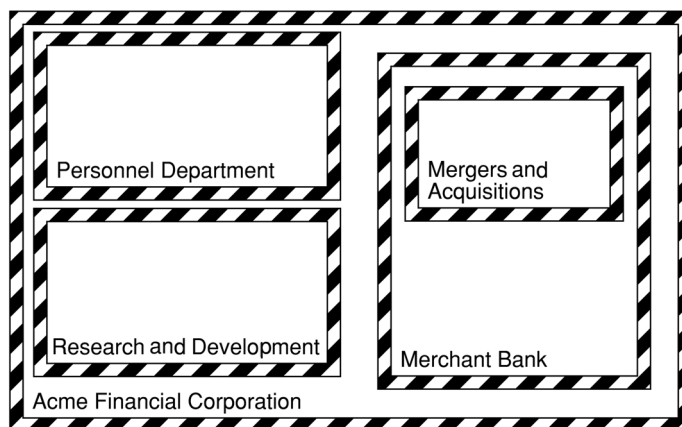 Personnel Department
Mergers and
Acquisitions
Research and Development
Merchant Bank
Acme Financial Corporation